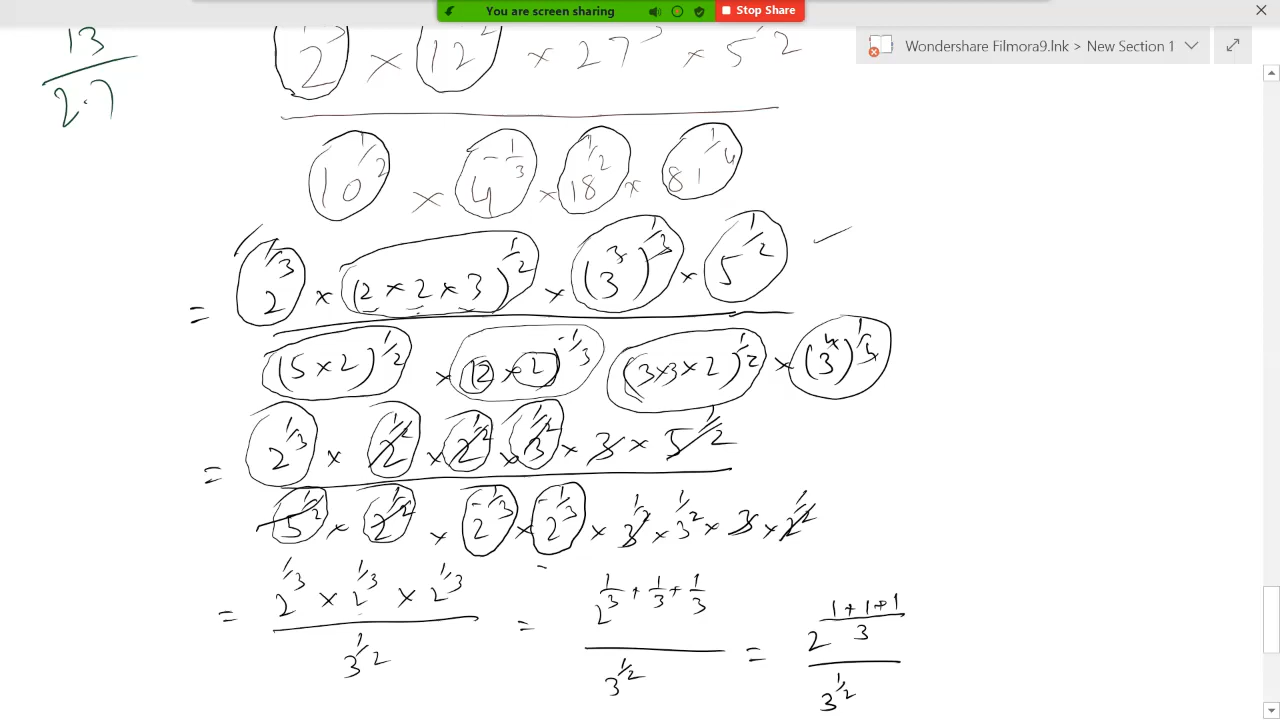 You are screen sharing Stop Share
Wondershare Filmora9.lnk > New Section 1
13/2·7
2^(1/3) × 12^(1/2) × 27^(1/3) × 5^(1/2)
10^(1/2) × 4^(-1/3) × 18^(1/2) × 81^(1/4)
= 2^(1/3) × (2 × 2 × 3)^(1/2) × (3^3)^(1/3) × 5^(1/2)
(5 × 2)^(1/2) × (2 × 2)^(-1/3) (3×3×2)^(1/2) × (3^4)^(1/4)
= 2^(1/3) × 2^(1/2) × 2^(1/2) × 3^(1/2) × 3 × 5^(1/2)
5^(1/2) × 2^(1/2) × 2^(-1/3) × 2^(-1/3) × 3^(1/2) × 3^(1/2) × 3 × 2^(1/2)
= 2^(1/3) × 2^(1/3) × 2^(1/3) / 3^(1/2) = 2^(1/3 + 1/3 + 1/3) / 3^(1/2) = 2^((1+1+1)/3) / 3^(1/2)